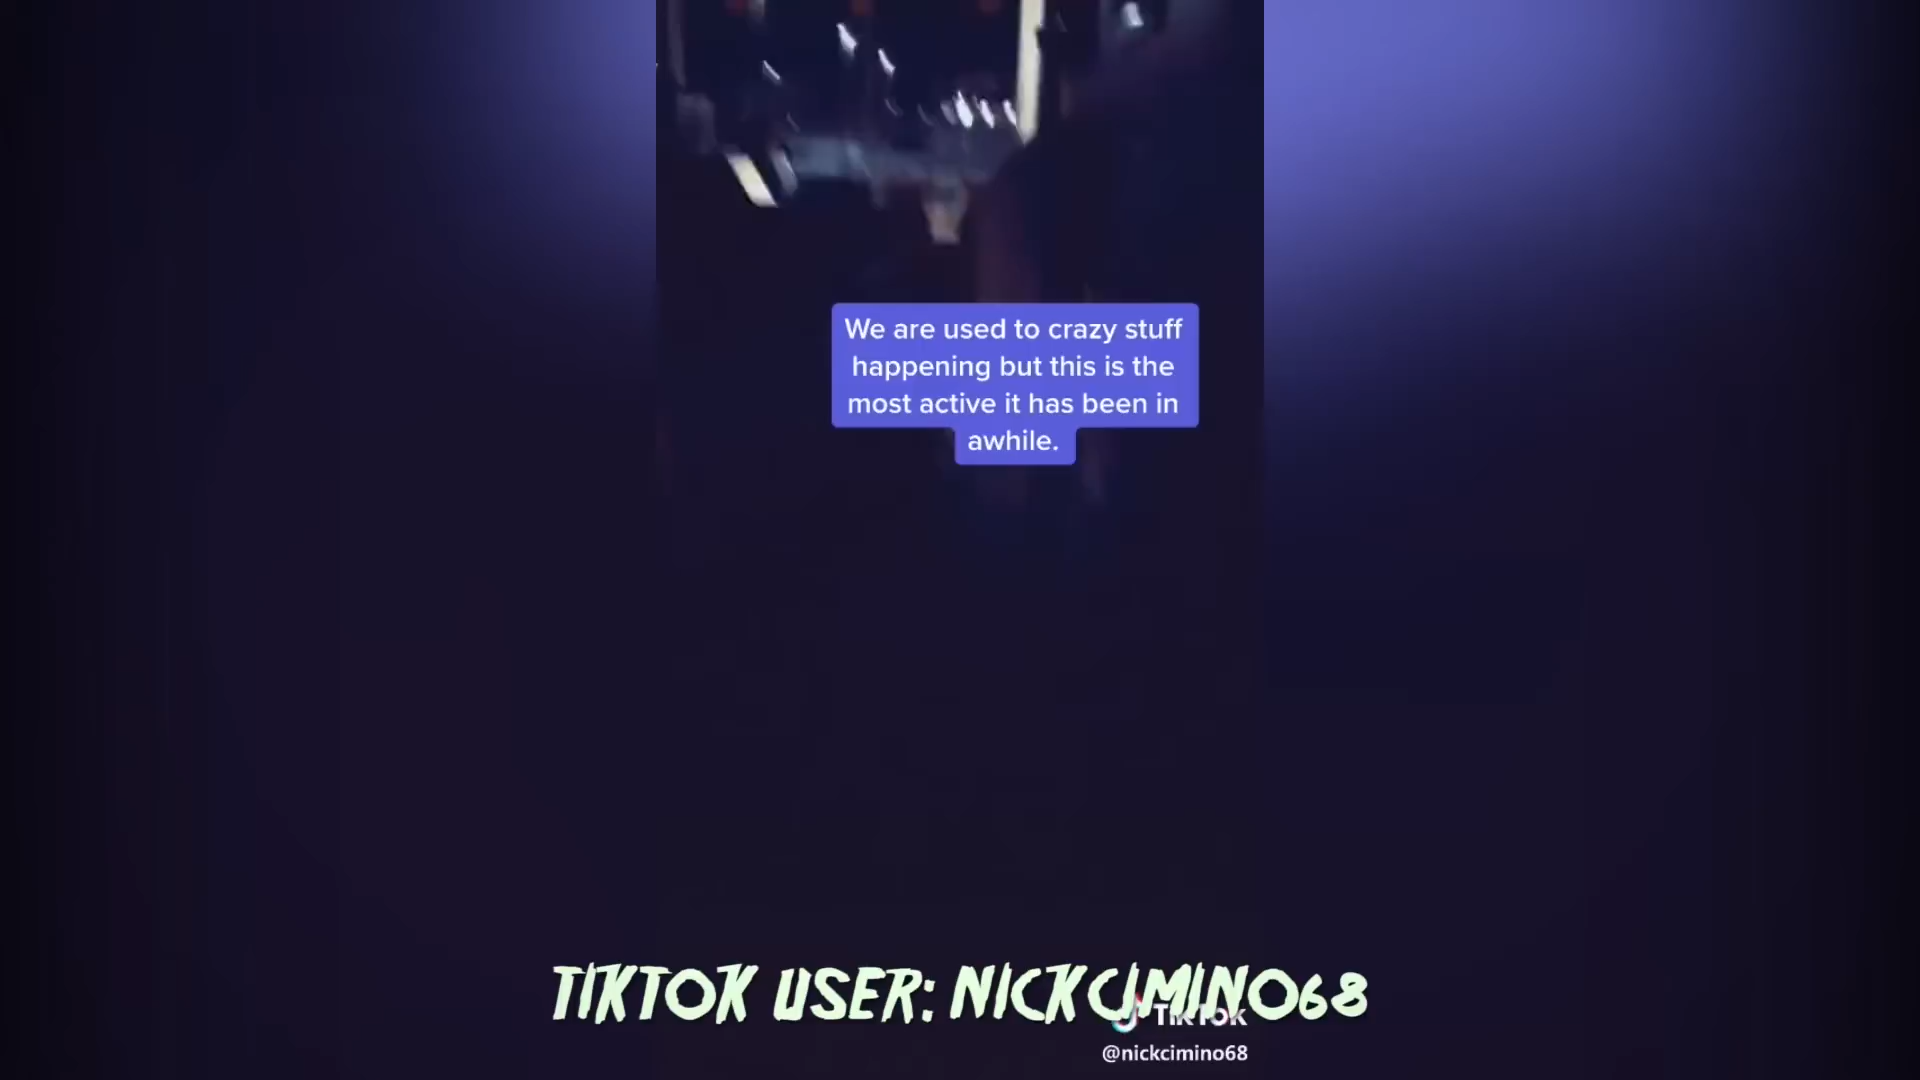 We are used to crazy stuff
happening but this is the
most active it has been in
awhile.
TIKTOK USER: NICKCIMINO68
TikTok
@nickcimino68